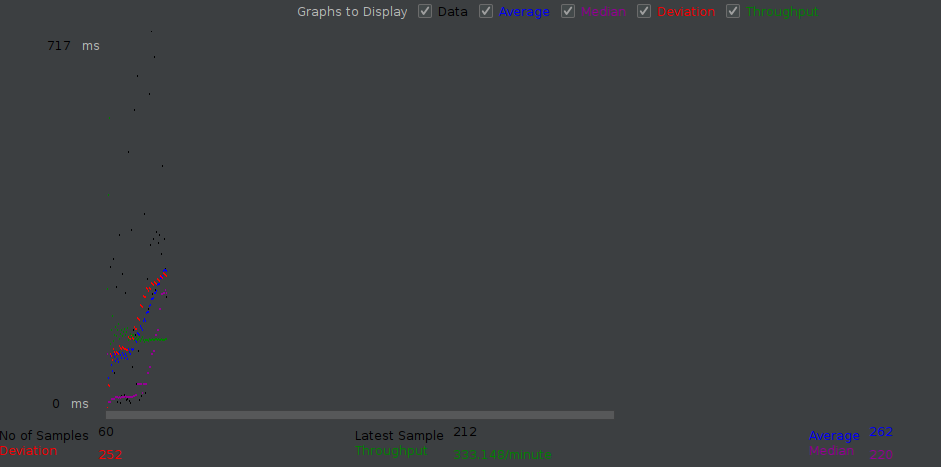 Graphs to Display Data Average Median Deviation Throughput
717 ms
0 ms
No of Samples 60 Latest Sample 212 Average 262
Deviation 252 Throughput 333.148/minute Median 220